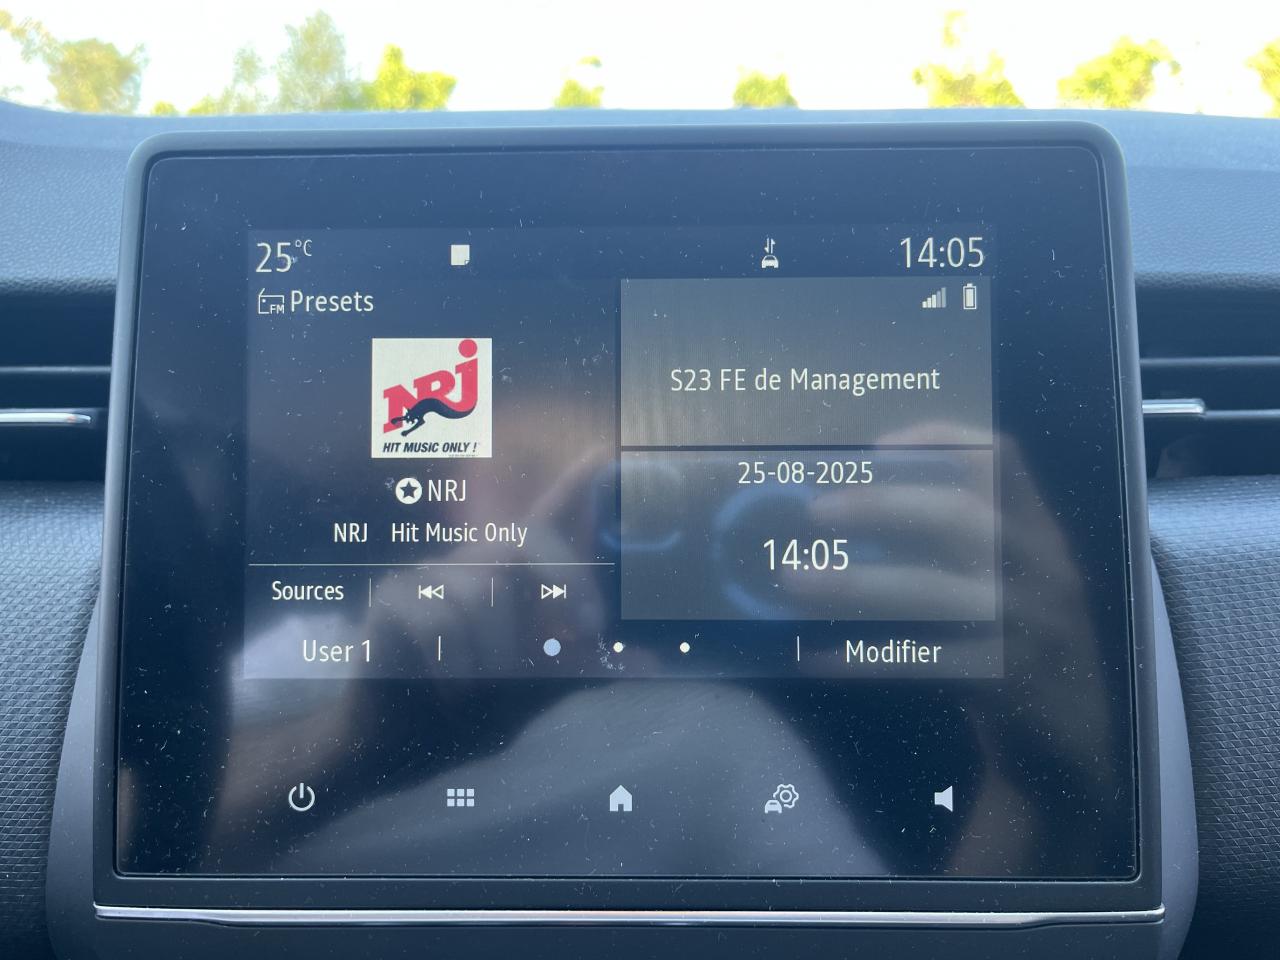 25°C
14:05
FM Presets
NRJ
HIT MUSIC ONLY !
NRJ
NRJ Hit Music Only
Sources
S23 FE de Management
25-08-2025
14:05
User 1
Modifier